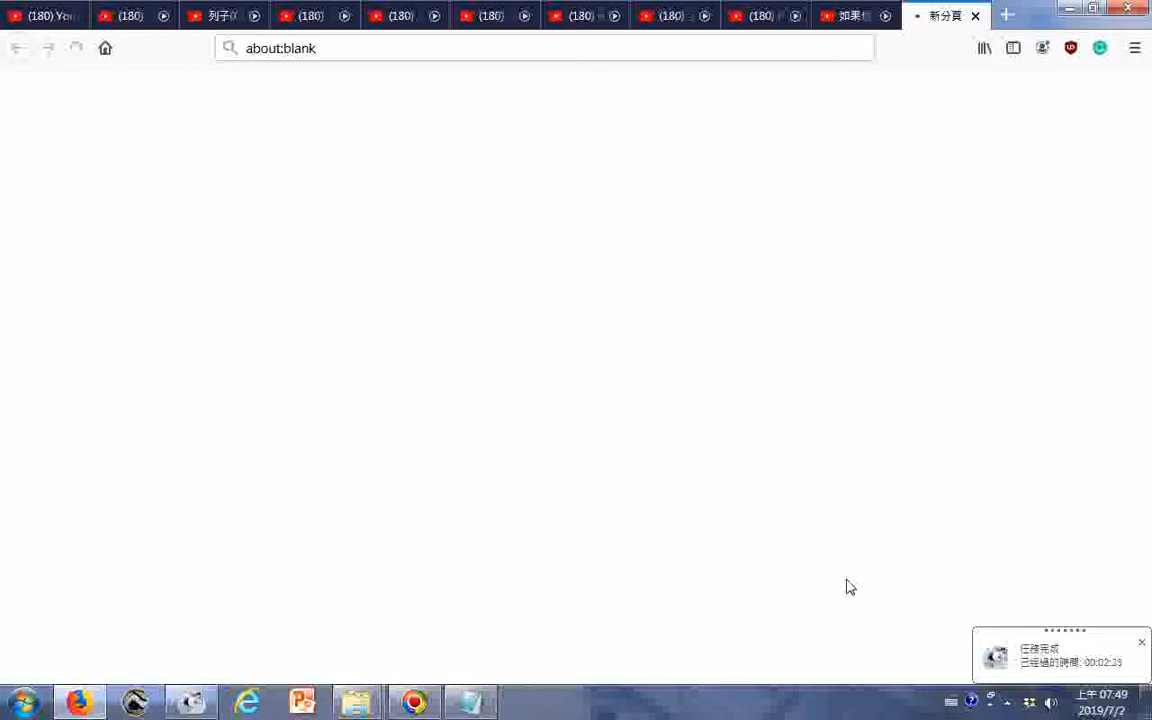 (180) You
(180)
列子
(180)
(180)
(180)
(180)
(180)
(180)
如果
新分頁
about:blank
任務完成
已經過的時間: 00:02:23
上午 07:49
2019/7/2